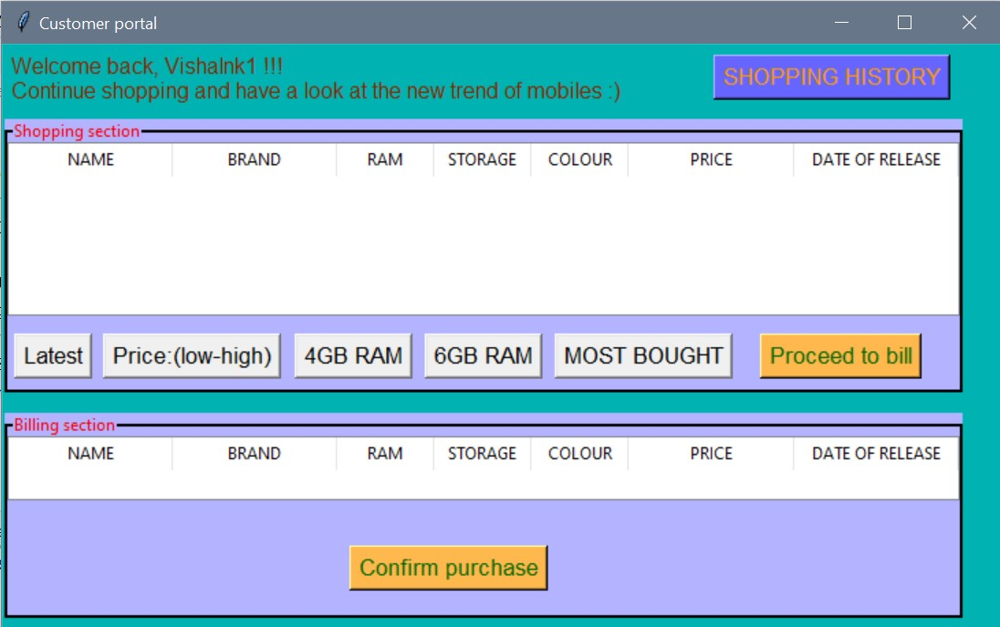 Customer portal
Welcome back, Vishalnk1 !!!
Continue shopping and have a look at the new trend of mobiles :)
SHOPPING HISTORY
Shopping section
NAME BRAND RAM STORAGE COLOUR PRICE DATE OF RELEASE
Latest Price:(low-high) 4GB RAM 6GB RAM MOST BOUGHT Proceed to bill
Billing section
NAME BRAND RAM STORAGE COLOUR PRICE DATE OF RELEASE
Confirm purchase